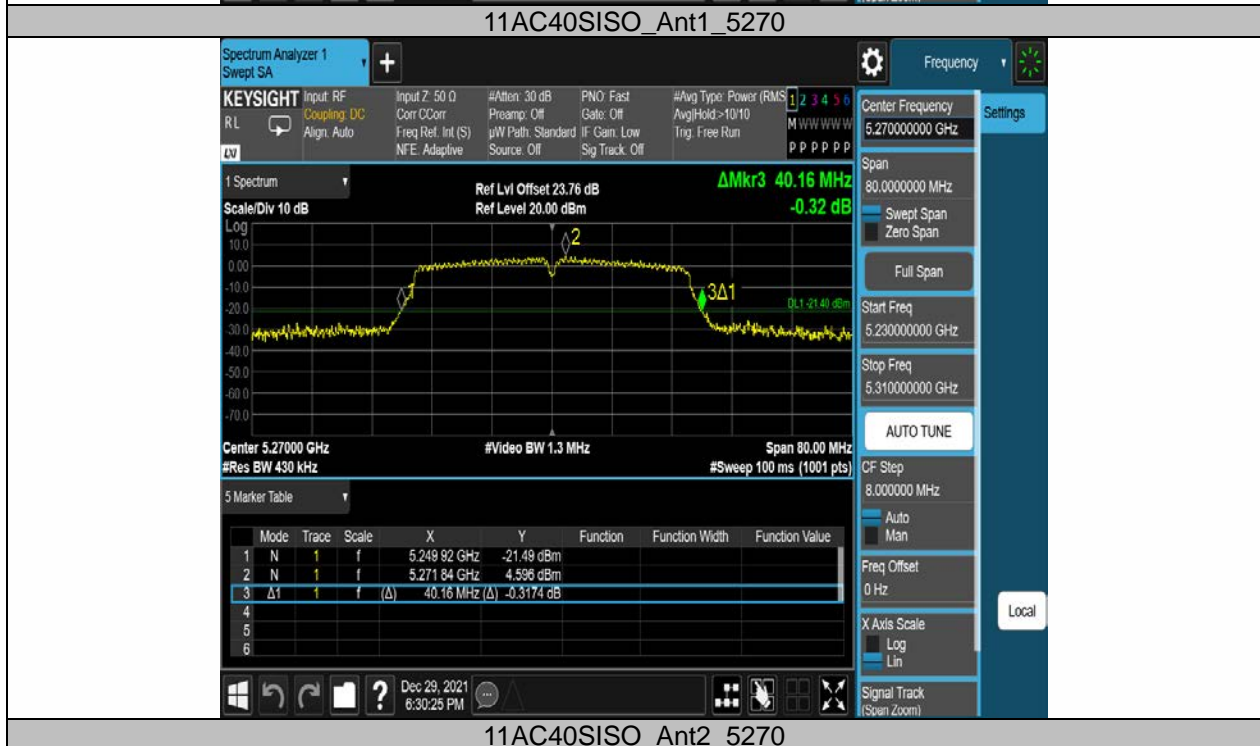 (Span Zoom)
11AC40SISO_Ant1_5270
Spectrum Analyzer 1
Swept SA
+
Frequency
KEYSIGHT
RL
LXI
Input: RF
Coupling: DC
Align: Auto
Input Z: 50 Ω
Corr CCorr
Freq Ref: Int (S)
NFE: Adaptive
#Atten: 30 dB
Preamp: Off
µW Path: Standard
Source: Off
PNO: Fast
Gate: Off
IF Gain: Low
Sig Track: Off
#Avg Type: Power (RMS
Avg|Hold:>10/10
Trig: Free Run
1 2 3 4 5 6
M W W W W W
P P P P P P
1 Spectrum
Scale/Div 10 dB
Ref Lvl Offset 23.76 dB
Ref Level 20.00 dBm
ΔMkr3 40.16 MHz
-0.32 dB
Log
10.0
0.00
-10.0
-20.0
-30.0
-40.0
-50.0
-60.0
-70.0
1
2
3Δ1
DL1 -21.40 dBm
Center 5.27000 GHz
#Video BW 1.3 MHz
Span 80.00 MHz
#Res BW 430 kHz
#Sweep 100 ms (1001 pts)
5 Marker Table
Mode Trace Scale X Y Function Function Width Function Value
1 N 1 f 5.249 92 GHz -21.49 dBm
2 N 1 f 5.271 84 GHz 4.596 dBm
3 Δ1 1 f (Δ) 40.16 MHz (Δ) -0.3174 dB
4
5
6
Center Frequency
5.270000000 GHz
Settings
Span
80.0000000 MHz
Swept Span
Zero Span
Full Span
Start Freq
5.230000000 GHz
Stop Freq
5.310000000 GHz
AUTO TUNE
CF Step
8.000000 MHz
Auto
Man
Freq Offset
0 Hz
X Axis Scale
Log
Lin
Local
Signal Track
(Span Zoom)
?
Dec 29, 2021
6:30:25 PM
11AC40SISO_Ant2_5270